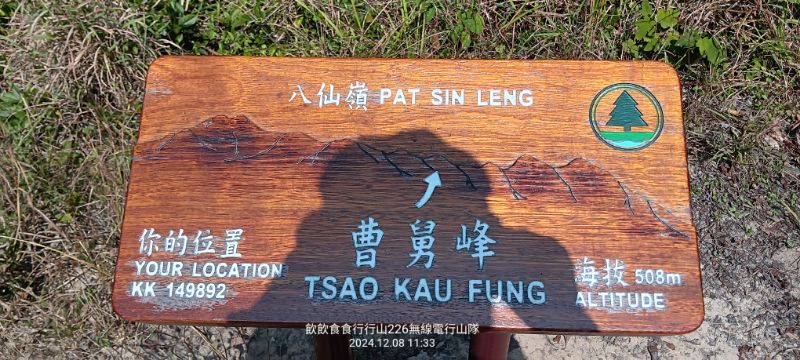 八仙嶺 PAT SIN LENG
曹舅峰
TSAO KAU FUNG
你的位置
YOUR LOCATION
KK 149892
海拔 508m
ALTITUDE
飲飲食食行行山226無線電行山隊
2024.12.08 11:33